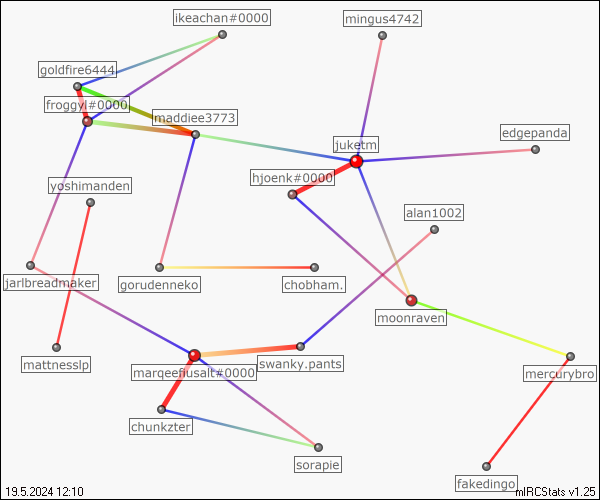 ikeachan#0000
mingus4742
goldfire6444
froggyl#0000
maddiee3773
edgepanda
juketm
hjoenk#0000
yoshimanden
alan1002
jarlbreadmaker
gorudenneko
chobham.
moonraven
mattnesslp
swanky.pants
marqeefiusalt#0000
mercurybro
chunkzter
sorapie
fakedingo
19.5.2024 12:10
mIRCStats v1.25